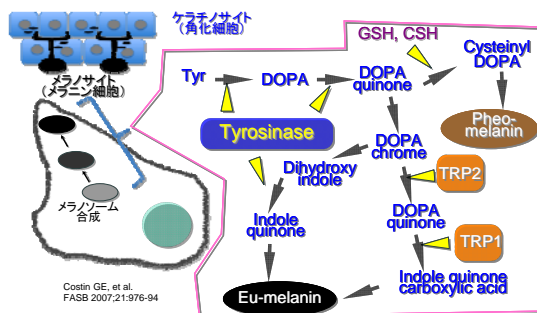 ケラチノサイト
(角化細胞)
メラノサイト
(メラニン細胞)
メラノソーム
合成
Costin GE, et al.
FASB 2007;21:976-94
GSH, CSH
Cysteinyl
DOPA
Tyr
DOPA
DOPA
quinone
Pheo-
melanin
Tyrosinase
DOPA
chrome
Dihydroxy
indole
TRP2
DOPA
quinone
Indole
quinone
TRP1
Indole quinone
carboxylic acid
Eu-melanin